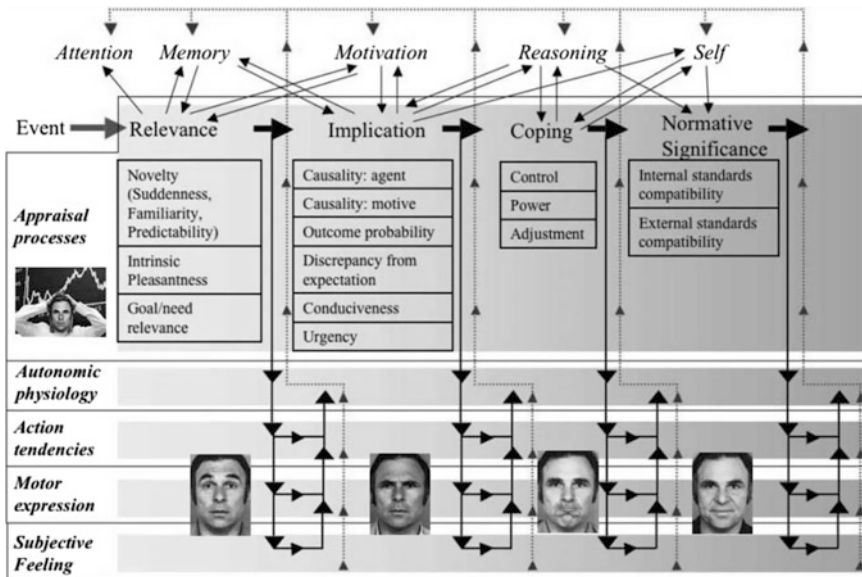 Attention Memory Motivation Reasoning Self
Event Relevance Implication Coping Normative
Significance
Appraisal
processes
Novelty
(Suddenness,
Familiarity,
Predictability)
Intrinsic
Pleasantness
Goal/need
relevance
Causality: agent
Causality: motive
Outcome probability
Discrepancy from
expectation
Conduciveness
Urgency
Control
Power
Adjustment
Internal standards
compatibility
External standards
compatibility
Autonomic
physiology
Action
tendencies
Motor
expression
Subjective
Feeling